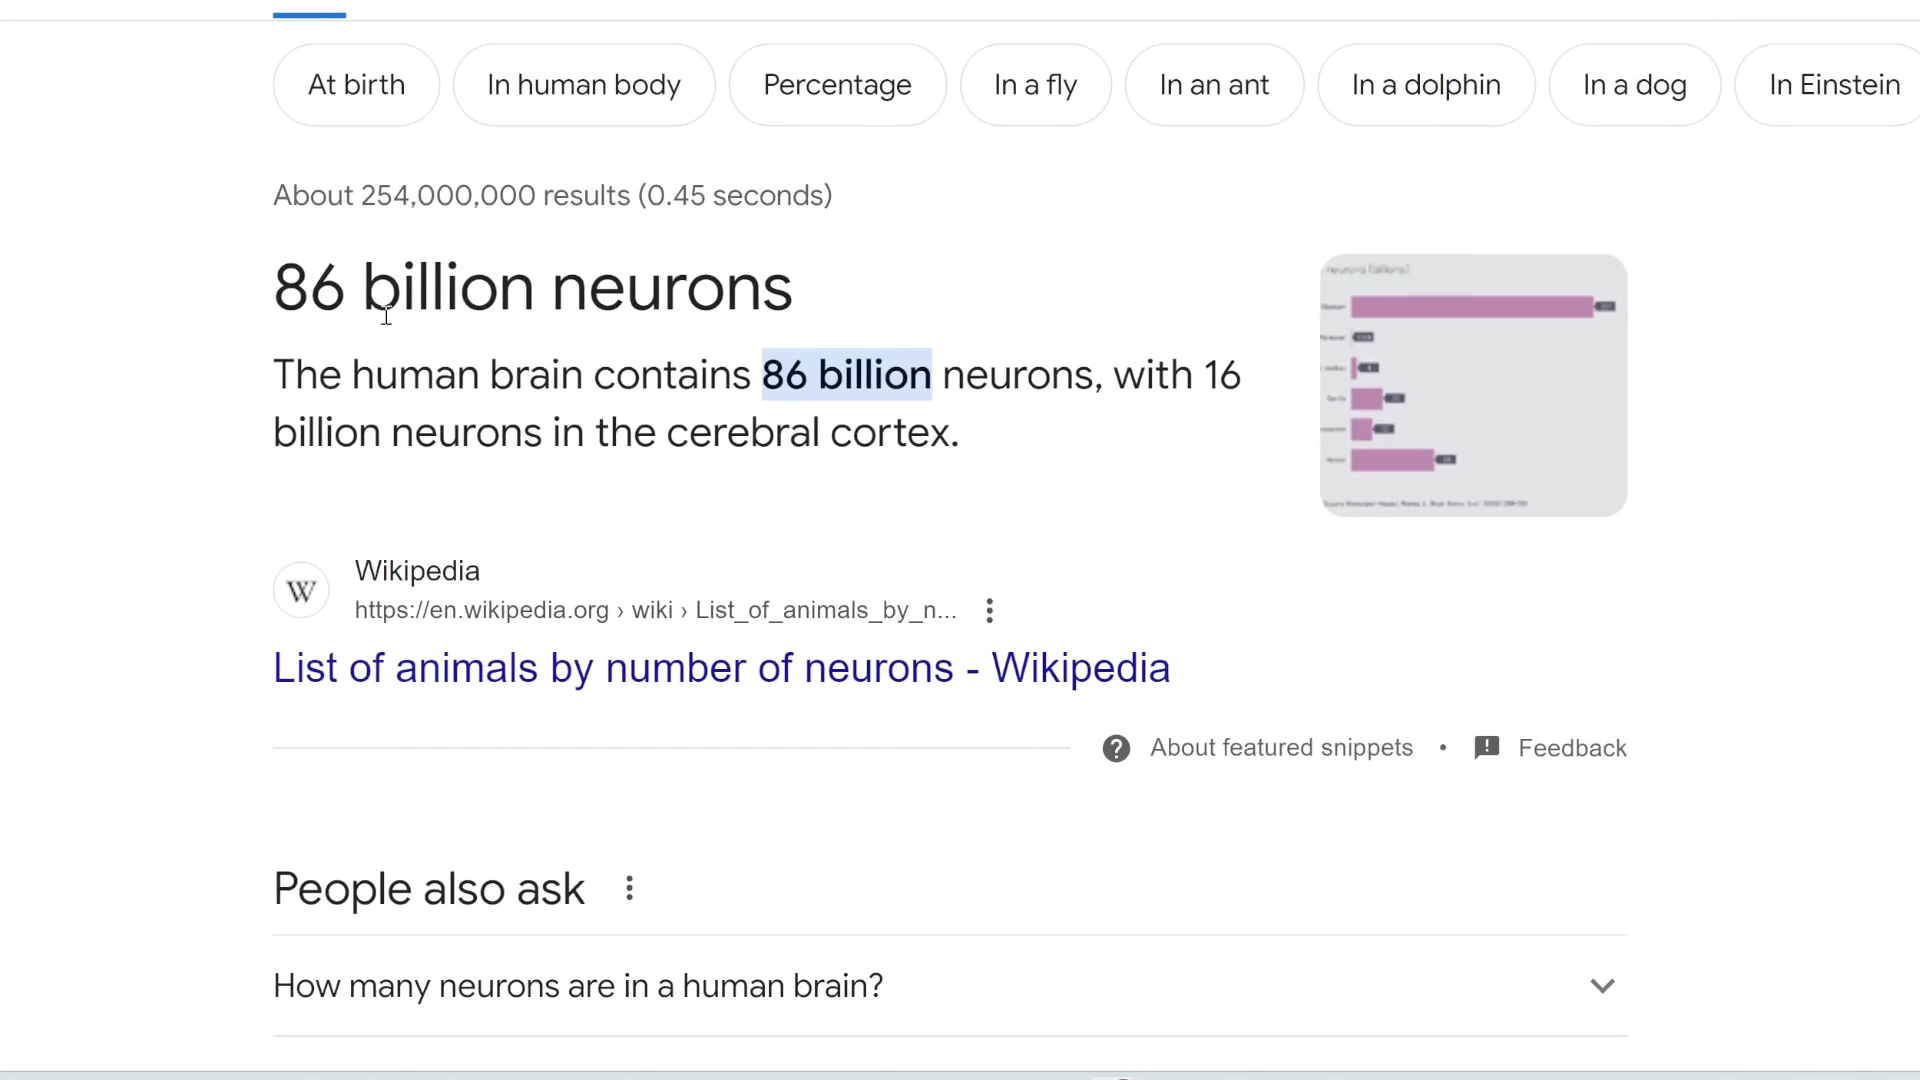 At birth
In human body
Percentage
In a fly
In an ant
In a dolphin
In a dog
In Einstein
About 254,000,000 results (0.45 seconds)
86 billion neurons
The human brain contains 86 billion neurons, with 16
billion neurons in the cerebral cortex.
Wikipedia
https://en.wikipedia.org › wiki › List_of_animals_by_n...
List of animals by number of neurons - Wikipedia
About featured snippets • Feedback
People also ask
How many neurons are in a human brain?